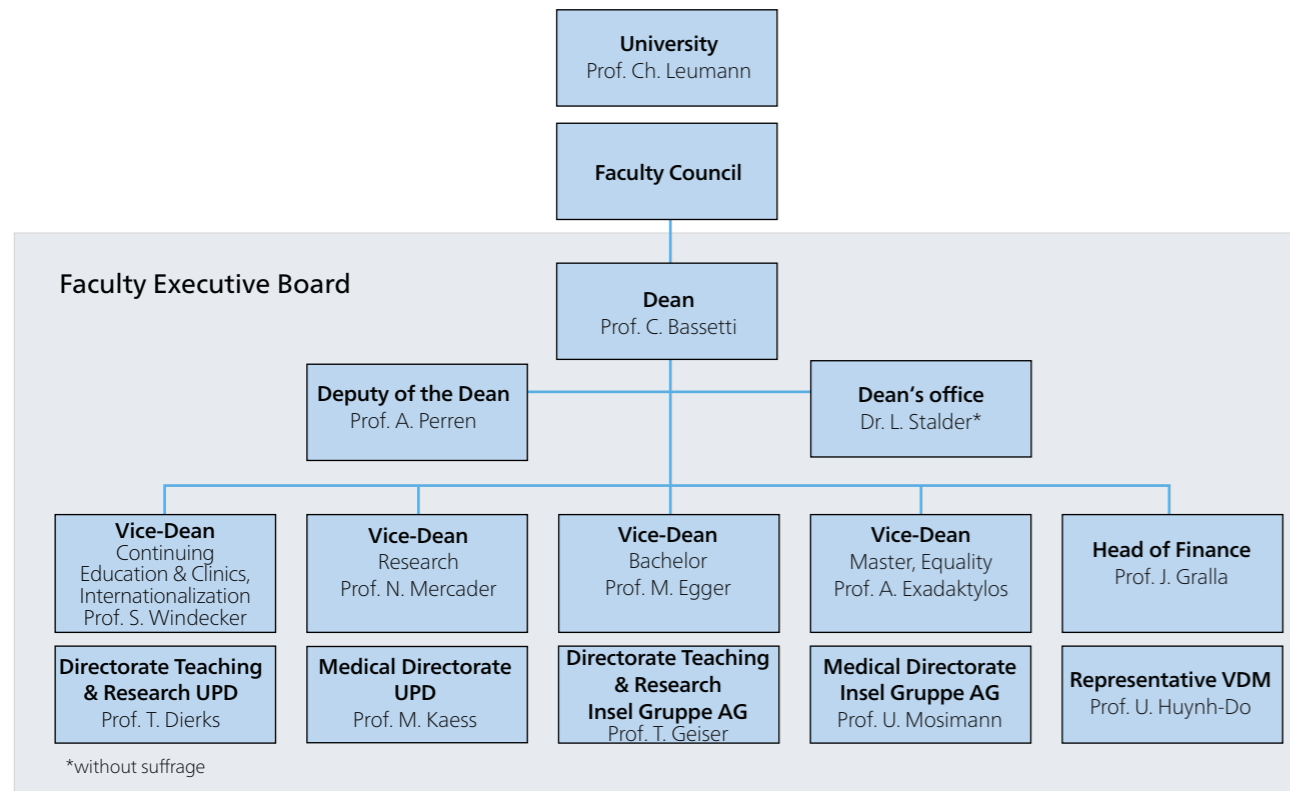 University
Prof. Ch. Leumann
Faculty Council
Faculty Executive Board
Dean
Prof. C. Bassetti
Deputy of the Dean
Prof. A. Perren
Dean‘s office
Dr. L. Stalder*
Vice-Dean
Continuing
Education & Clinics,
Internationalization
Prof. S. Windecker
Vice-Dean
Research
Prof. N. Mercader
Vice-Dean
Bachelor
Prof. M. Egger
Vice-Dean
Master, Equality
Prof. A. Exadaktylos
Head of Finance
Prof. J. Gralla
Directorate Teaching
& Research UPD
Prof. T. Dierks
Medical Directorate
UPD
Prof. M. Kaess
Directorate Teaching
& Research
Insel Gruppe AG
Prof. T. Geiser
Medical Directorate
Insel Gruppe AG
Prof. U. Mosimann
Representative VDM
Prof. U. Huynh-Do
*without suffrage